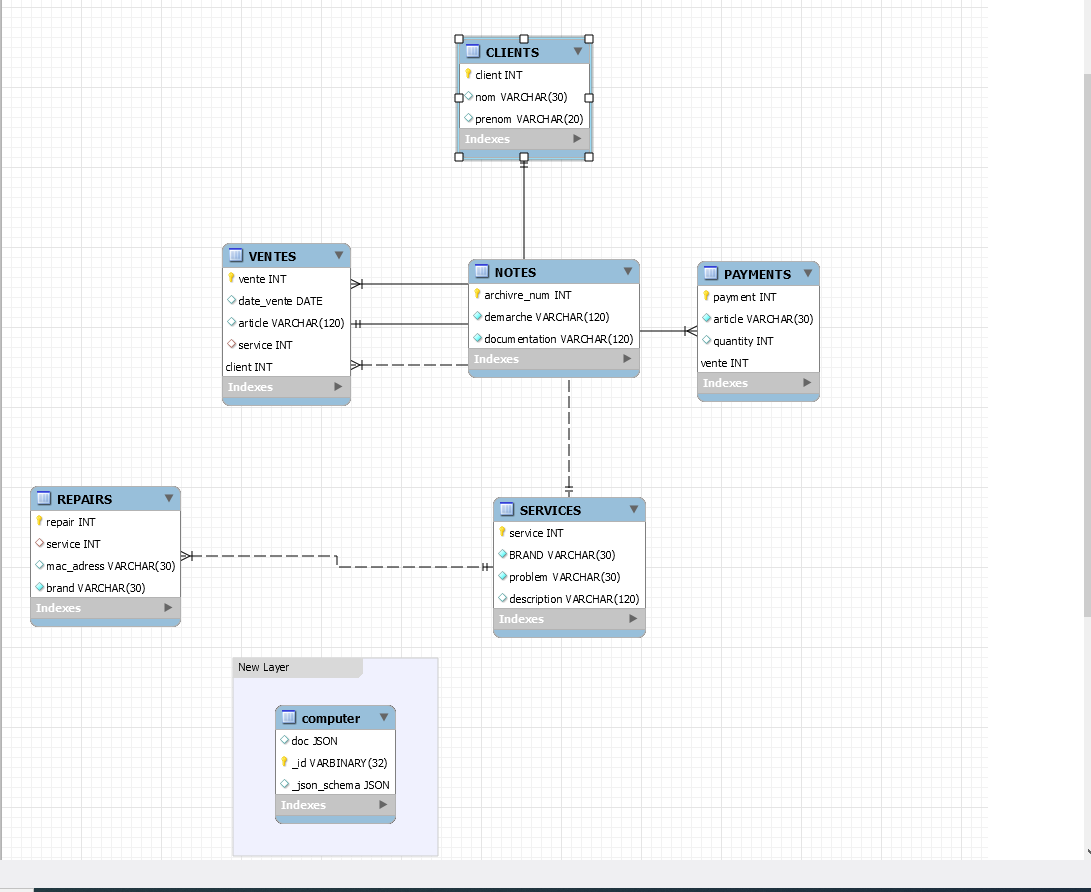 CLIENTS
client INT
nom VARCHAR(30)
prenom VARCHAR(20)
Indexes
VENTES
vente INT
date_vente DATE
article VARCHAR(120)
service INT
client INT
Indexes
NOTES
archivre_num INT
demarche VARCHAR(120)
documentation VARCHAR(120)
Indexes
PAYMENTS
payment INT
article VARCHAR(30)
quantity INT
vente INT
Indexes
REPAIRS
repair INT
service INT
mac_adress VARCHAR(30)
brand VARCHAR(30)
Indexes
SERVICES
service INT
BRAND VARCHAR(30)
problem VARCHAR(30)
description VARCHAR(120)
Indexes
New Layer
computer
doc JSON
_id VARBINARY(32)
_json_schema JSON
Indexes